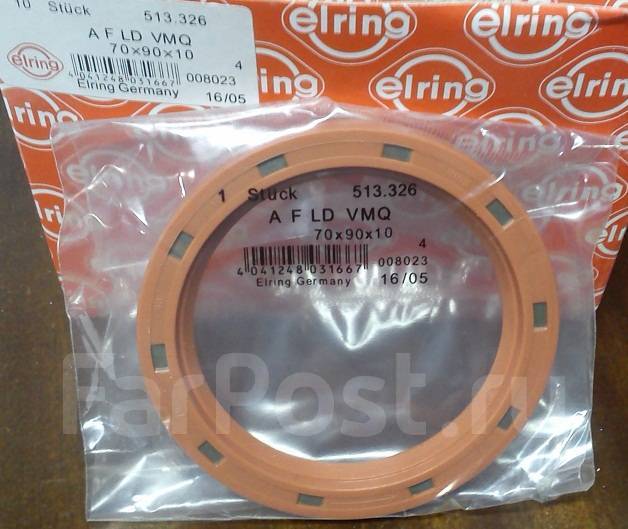 10 Stück 513.326
A F LD VMQ
70x90x10
elring
4
4 041248 031667
008023
Elring Germany
16/05
elring
elring
elring
elring
elring
ring
elring
1 Stück 513.326
A F LD VMQ
70x90x10
4
4 041248 031667
008023
Elring Germany
16/05
FarPost.ru